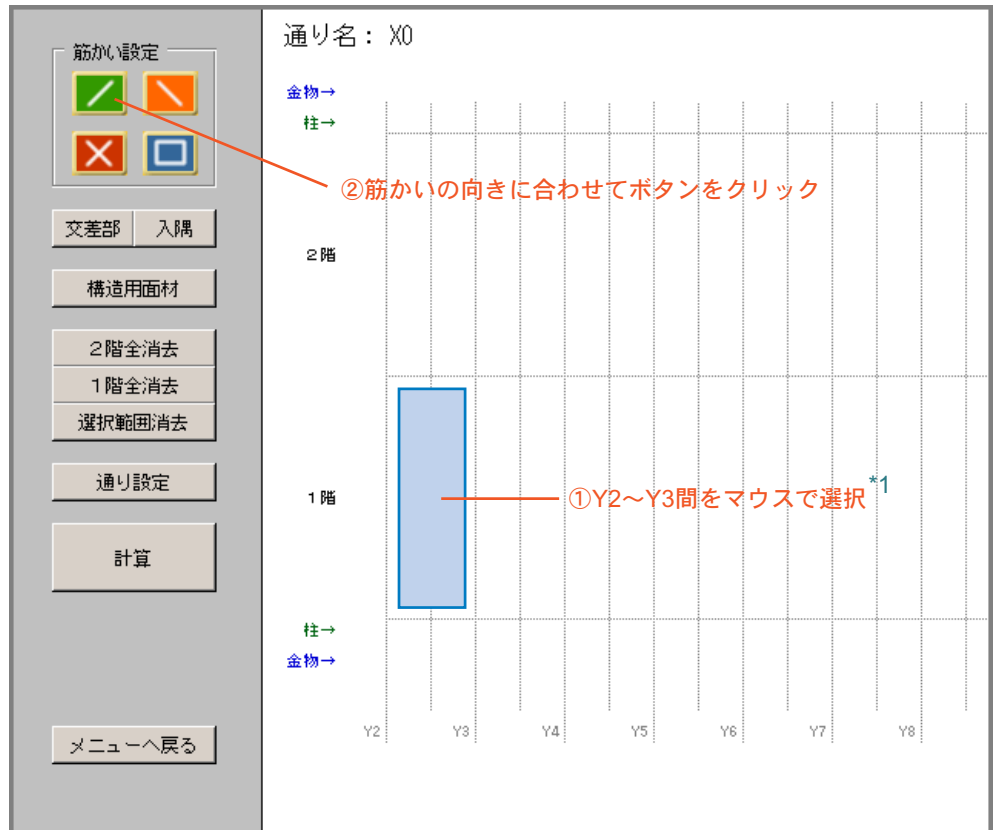 筋かい設定
交差部 入隅
構造用面材
2階全消去
1階全消去
選択範囲消去
通り設定
計算
メニューへ戻る
通り名： X0
金物→
柱→
②筋かいの向きに合わせてボタンをクリック
2階
1階
①Y2～Y3間をマウスで選択*1
柱→
金物→
Y2 Y3 Y4 Y5 Y6 Y7 Y8